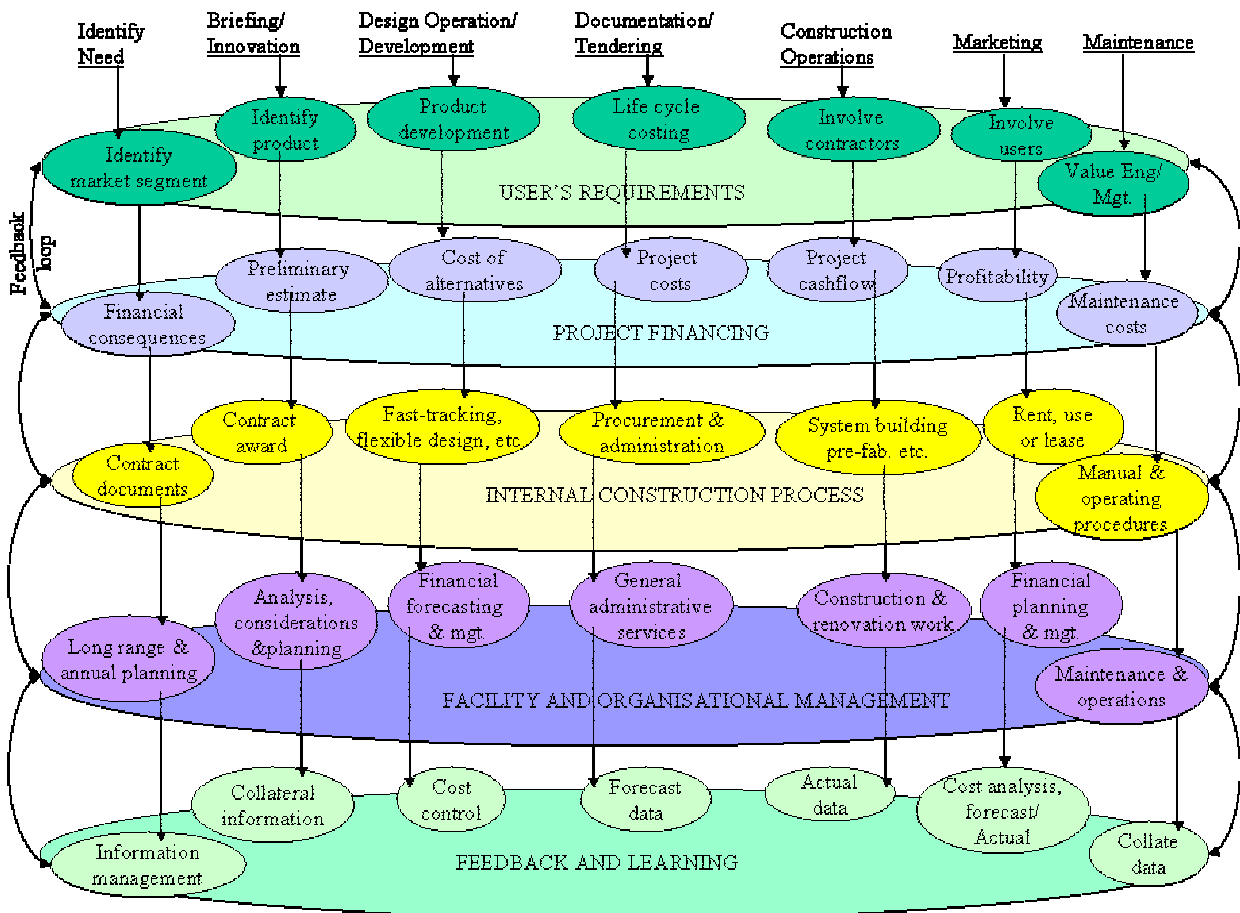 Identify
Need
Briefing/
Innovation
Design Operation/
Development
Documentation/
Tendering
Construction
Operations
Marketing
Maintenance
Identify
market segment
Identify
product
Product
development
Life cycle
costing
Involve
contractors
Involve
users
Value Eng/
Mgt.
USER'S REQUIREMENTS
Feedback
loop
Financial
consequences
Preliminary
estimate
Cost of
alternatives
Project
costs
Project
cashflow
Profitability
Maintenance
costs
PROJECT FINANCING
Contract
documents
Contract
award
Fast-tracking,
flexible design, etc.
Procurement &
administration
System building
pre-fab. etc.
Rent, use
or lease
Manual &
operating
procedures
INTERNAL CONSTRUCTION PROCESS
Long range &
annual planning
Analysis,
considerations
&planning
Financial
forecasting
& mgt.
General
administrative
services
Construction &
renovation work
Financial
planning
& mgt.
Maintenance &
operations
FACILITY AND ORGANISATIONAL MANAGEMENT
Information
management
Collateral
information
Cost
control
Forecast
data
Actual
data
Cost analysis,
forecast/
Actual
Collate
data
FEEDBACK AND LEARNING